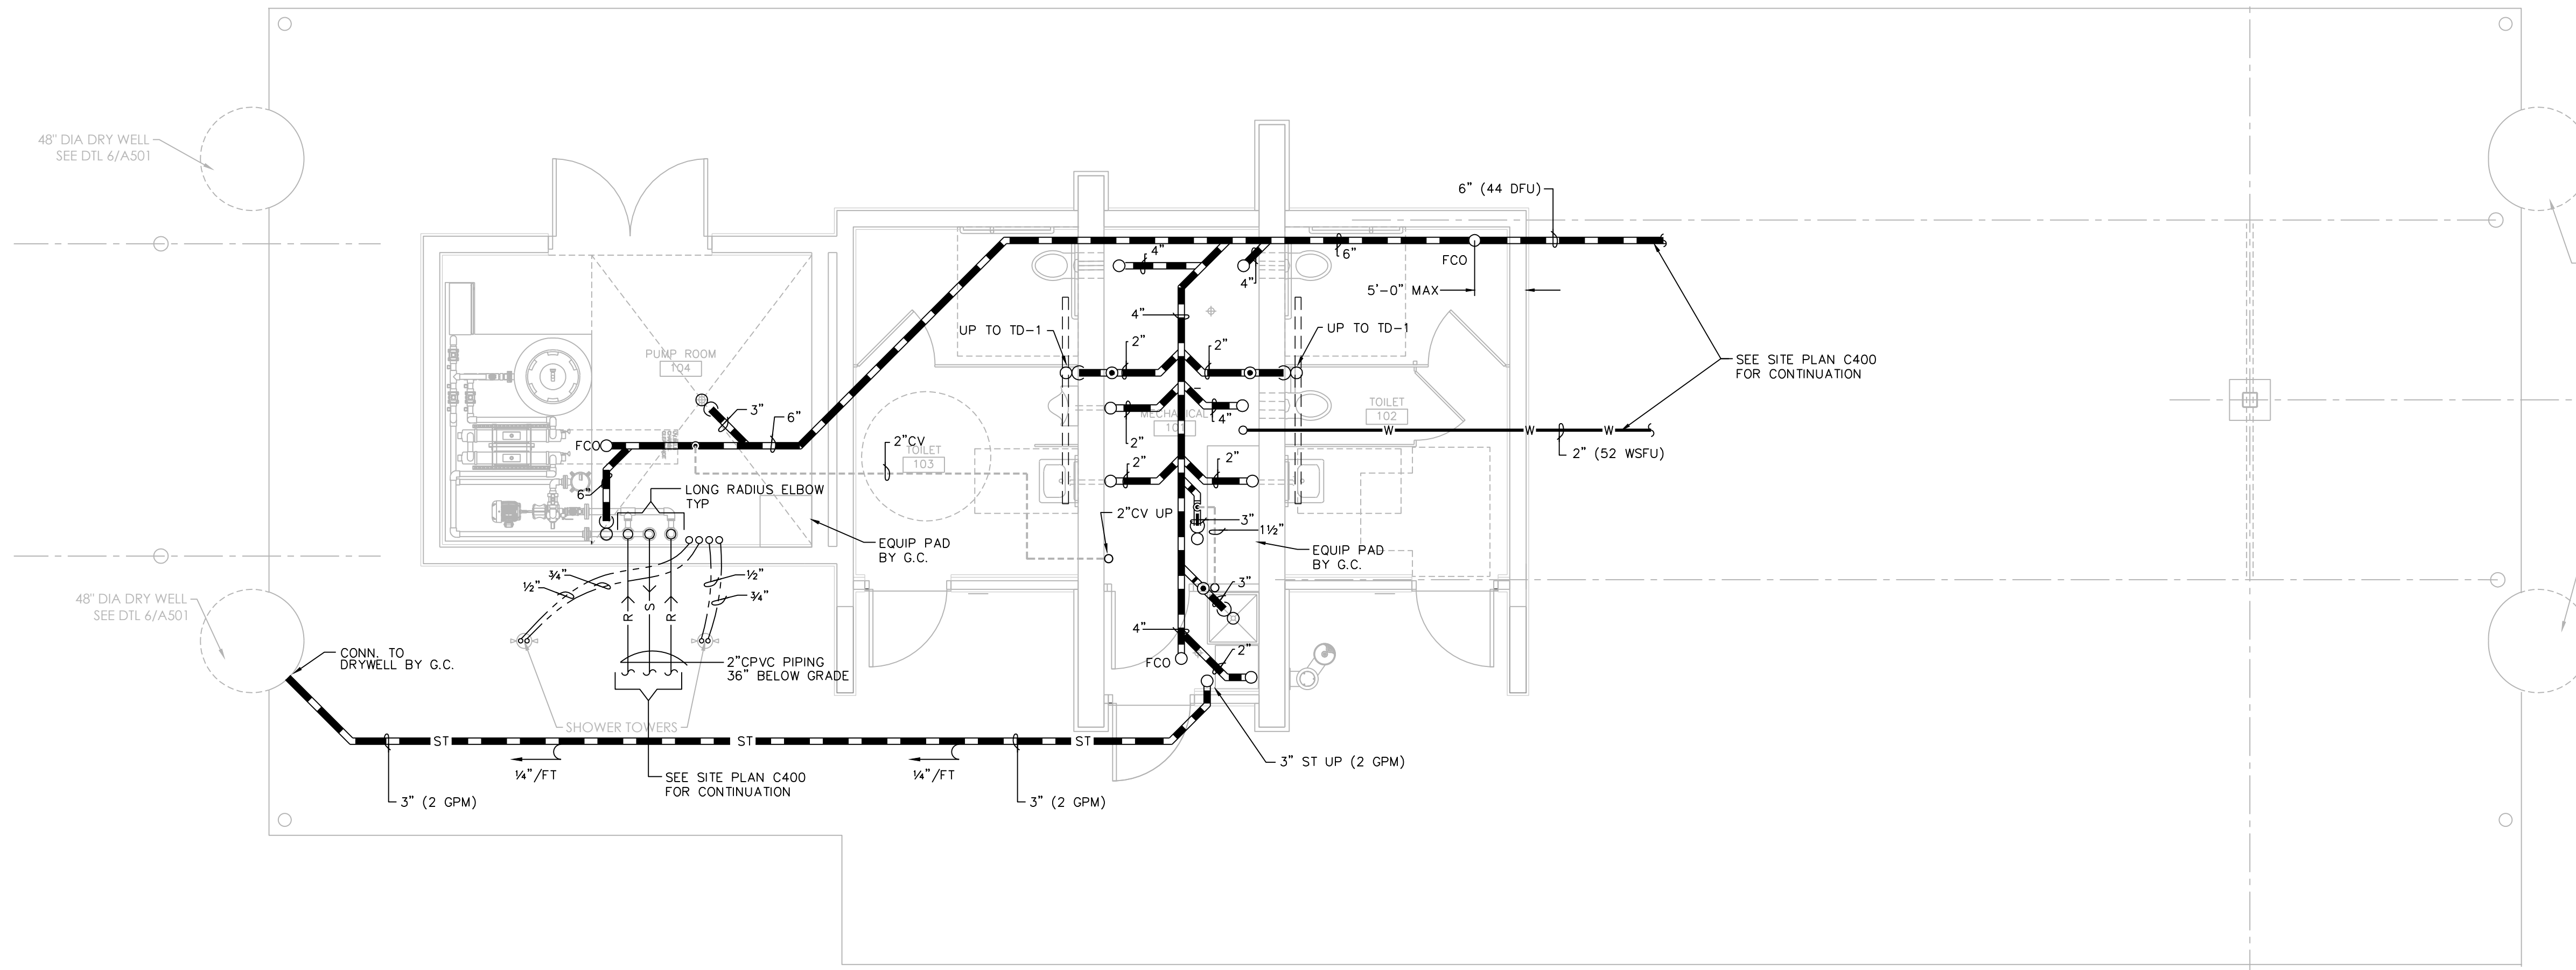 48" DIA DRY WELL
SEE DTL 6/A501
6" (44 DFU)
4"
4"
6"
FCO
5'-0" MAX
4"
UP TO TD-1
2"
2"
UP TO TD-1
SEE SITE PLAN C400
FOR CONTINUATION
PUMP ROOM
104
3"
6"
FCO
2"CV
TOILET
103
MECHANICAL
101
2"
4"
TOILET
102
W
W
W
2" (52 WSFU)
2"
2"
6"
LONG RADIUS ELBOW
TYP
2"CV UP
3"
1½"
EQUIP PAD
BY G.C.
EQUIP PAD
BY G.C.
½"
¾"
½"
¾"
3"
R
S
R
48" DIA DRY WELL
SEE DTL 6/A501
4"
CONN. TO
DRYWELL BY G.C.
2"CPVC PIPING
36" BELOW GRADE
FCO
2"
SHOWER TOWERS
ST
ST
ST
3" ST UP (2 GPM)
¼"/FT
SEE SITE PLAN C400
FOR CONTINUATION
¼"/FT
3" (2 GPM)
3" (2 GPM)